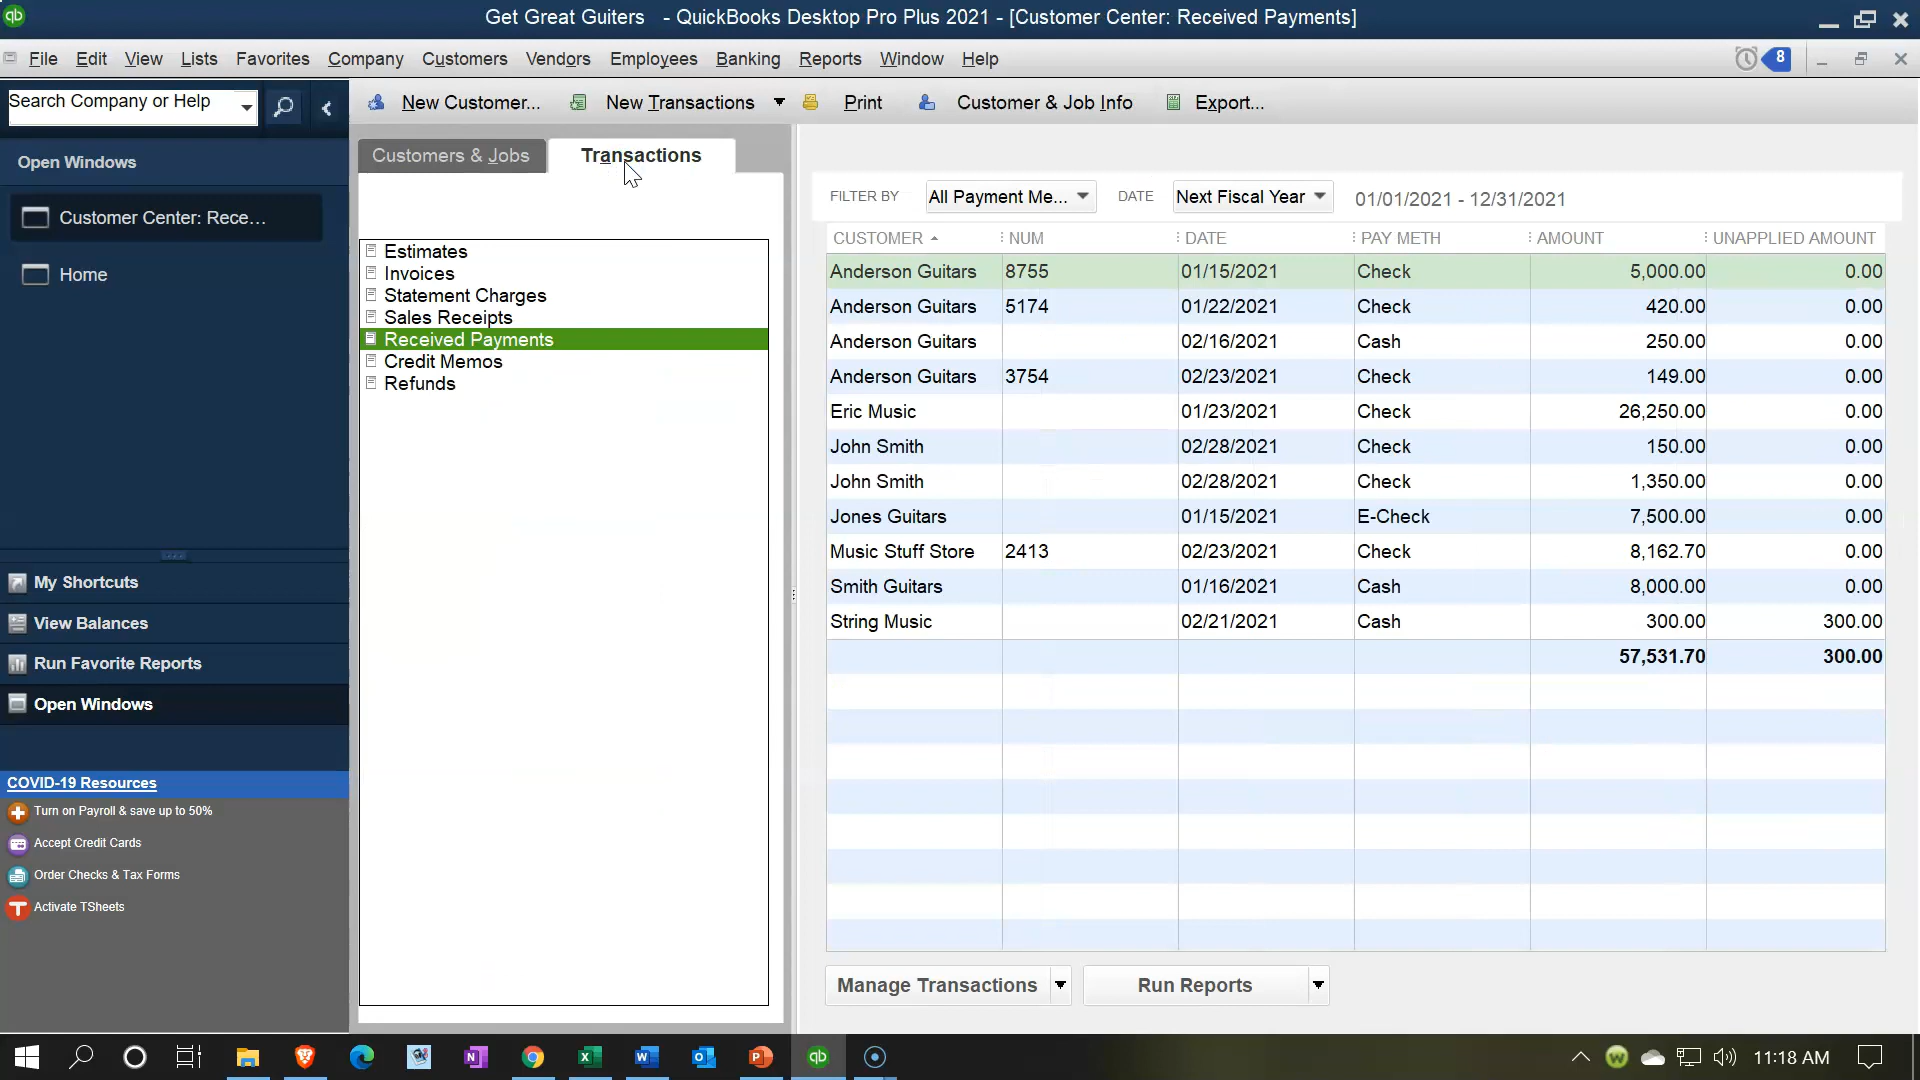 qb Get Great Guiters - QuickBooks Desktop Pro Plus 2021 - [Customer Center: Received Payments]
File Edit View Lists Favorites Company Customers Vendors Employees Banking Reports Window Help 8
Search Company or Help New Customer... New Transactions Print Customer & Job Info Export...
Open Windows
Customer Center: Rece...
Home
My Shortcuts
View Balances
Run Favorite Reports
Open Windows
COVID-19 Resources
Turn on Payroll & save up to 50%
Accept Credit Cards
Order Checks & Tax Forms
Activate TSheets
Customers & Jobs Transactions
Estimates
Invoices
Statement Charges
Sales Receipts
Received Payments
Credit Memos
Refunds
FILTER BY All Payment Me... DATE Next Fiscal Year 01/01/2021 - 12/31/2021
CUSTOMER NUM DATE PAY METH AMOUNT UNAPPLIED AMOUNT
Anderson Guitars 8755 01/15/2021 Check 5,000.00 0.00
Anderson Guitars 5174 01/22/2021 Check 420.00 0.00
Anderson Guitars 02/16/2021 Cash 250.00 0.00
Anderson Guitars 3754 02/23/2021 Check 149.00 0.00
Eric Music 01/23/2021 Check 26,250.00 0.00
John Smith 02/28/2021 Check 150.00 0.00
John Smith 02/28/2021 Check 1,350.00 0.00
Jones Guitars 01/15/2021 E-Check 7,500.00 0.00
Music Stuff Store 2413 02/23/2021 Check 8,162.70 0.00
Smith Guitars 01/16/2021 Cash 8,000.00 0.00
String Music 02/21/2021 Cash 300.00 300.00
57,531.70 300.00
Manage Transactions Run Reports
11:18 AM